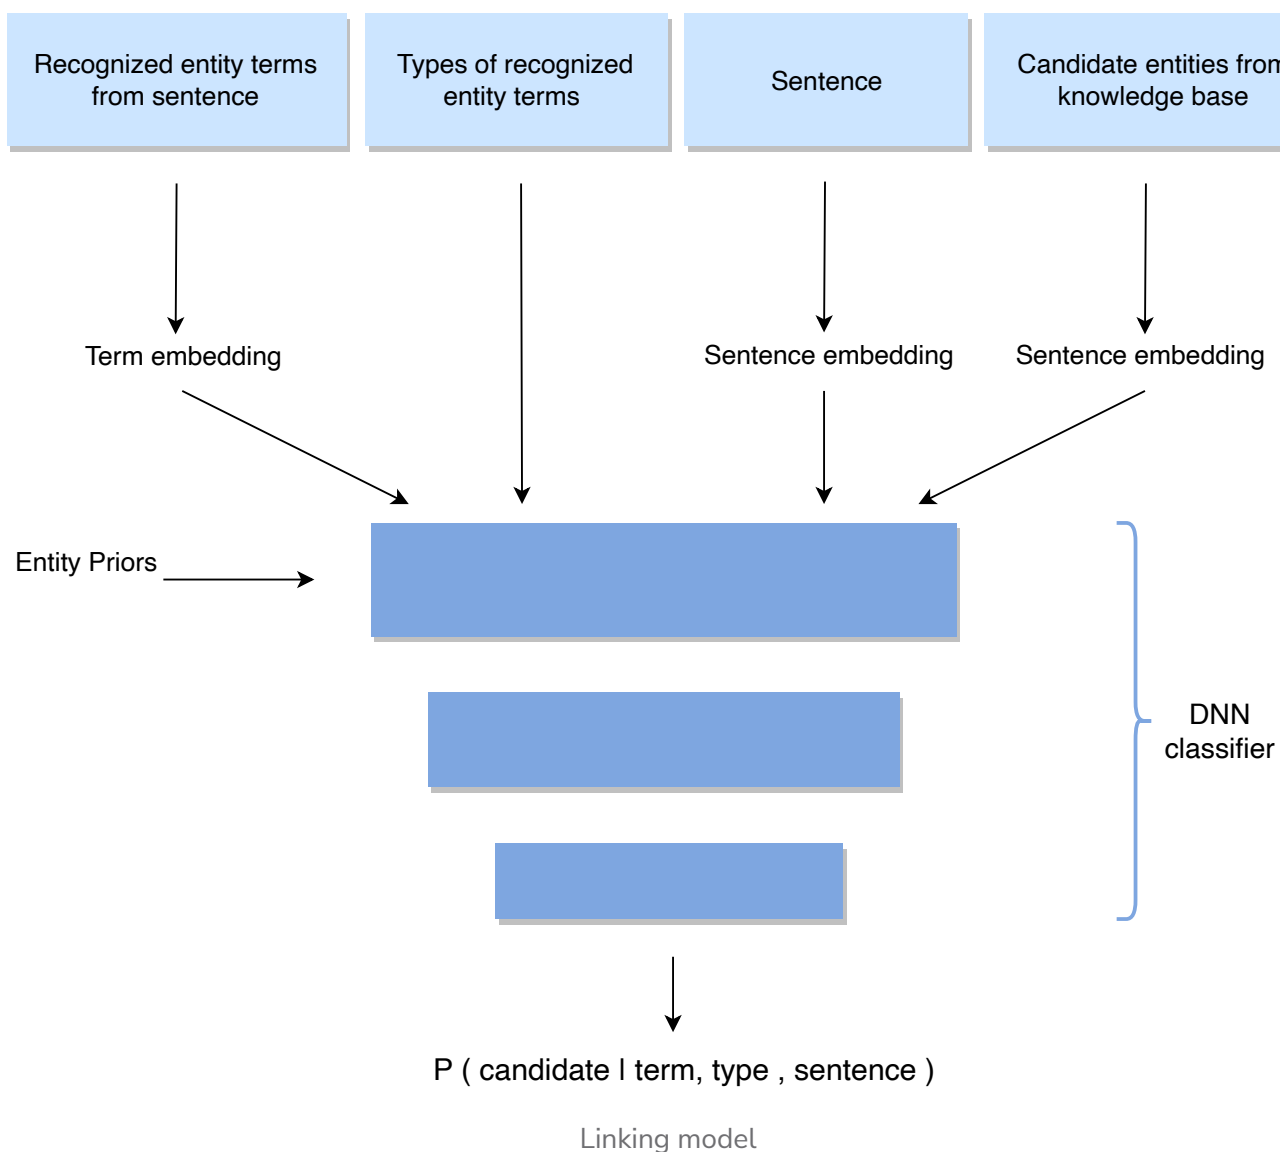 Recognized entity terms
from sentence
Types of recognized
entity terms
Sentence
Candidate entities from
knowledge base
Term embedding
Sentence embedding
Sentence embedding
Entity Priors
DNN
classifier
P ( candidate | term, type , sentence )
Linking model